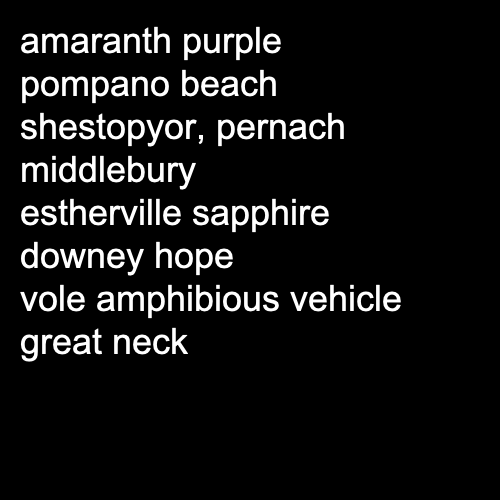 amaranth purple
pompano beach
shestopyor, pernach
middlebury
estherville sapphire
downey hope
vole amphibious vehicle
great neck